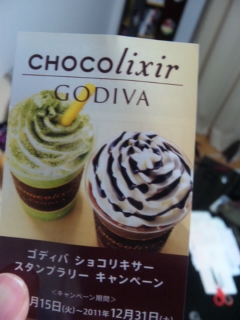 CHOCOlixir
GODIVA
ゴディバ ショコリキサー
スタンプラリー キャンペーン
<キャンペーン期間>
月15日(火)〜2011年12月31日(土)